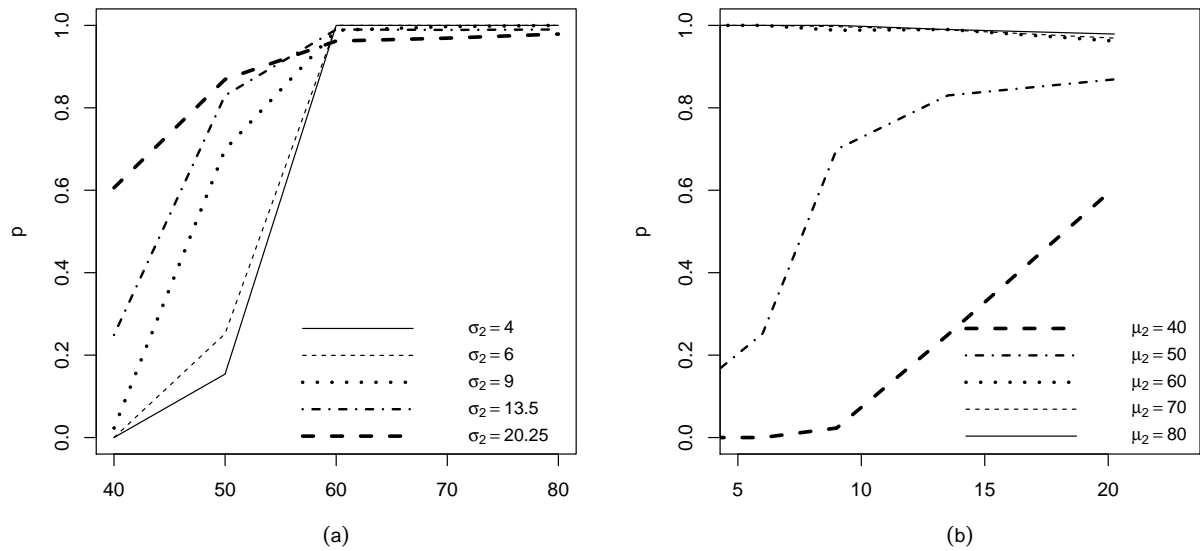 1.0
0.8
0.6
0.4
0.2
0.0
p
σ₂ = 4
σ₂ = 6
σ₂ = 9
σ₂ = 13.5
σ₂ = 20.25
40 50 60 70 80
(a)
1.0
0.8
0.6
0.4
0.2
0.0
p
μ₂ = 40
μ₂ = 50
μ₂ = 60
μ₂ = 70
μ₂ = 80
5 10 15 20
(b)